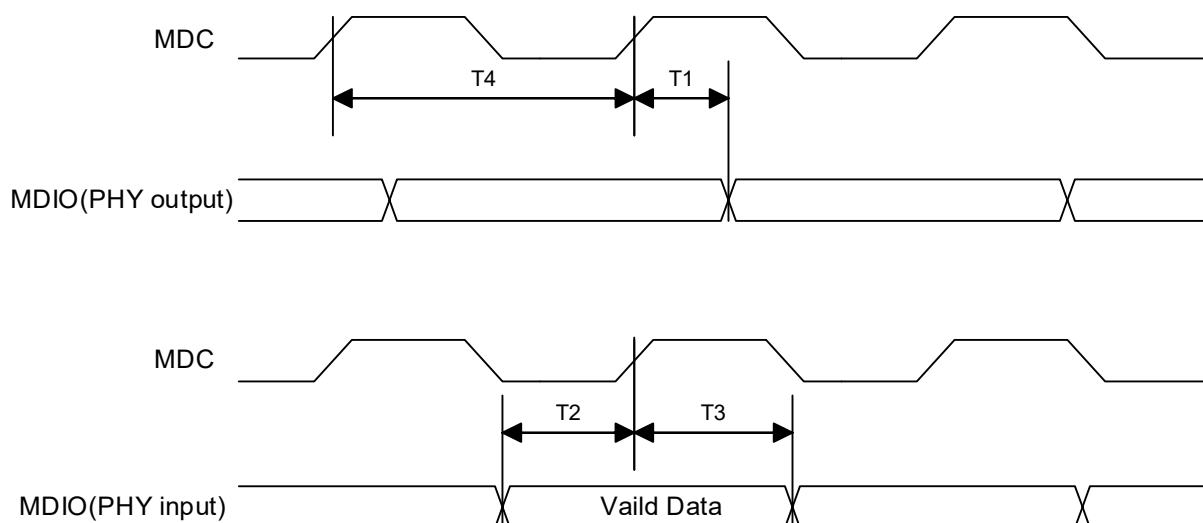 MDC
T4
T1
MDIO(PHY output)
MDC
T2
T3
MDIO(PHY input)
Vaild Data